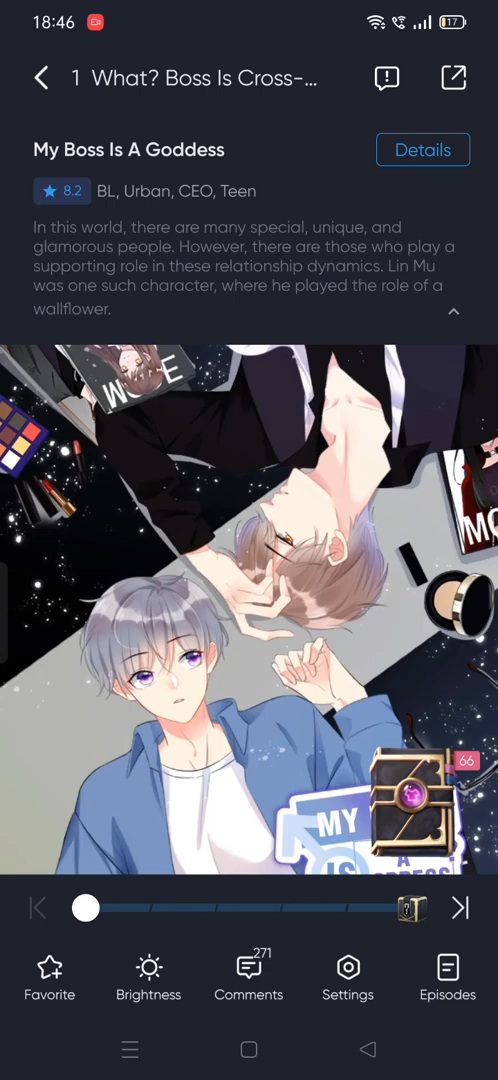 18:46
17
1 What? Boss Is Cross-...
My Boss Is A Goddess
Details
8.2
BL, Urban, CEO, Teen
In this world, there are many special, unique, and
glamorous people. However, there are those who play a
supporting role in these relationship dynamics. Lin Mu
was one such character, where he played the role of a
wallflower.
66
MY
IS A
271
Favorite
Brightness
Comments
Settings
Episodes